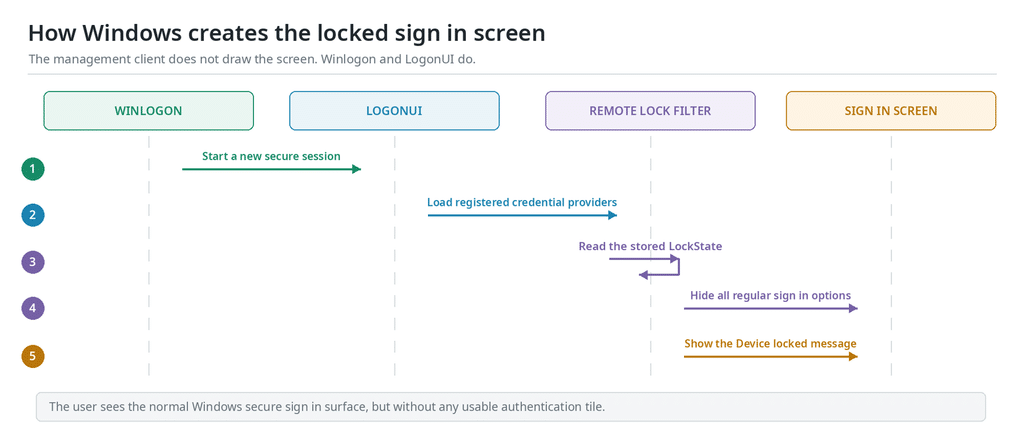 How Windows creates the locked sign in screen
The management client does not draw the screen. Winlogon and LogonUI do.
WINLOGON
LOGONUI
REMOTE LOCK FILTER
SIGN IN SCREEN
1
Start a new secure session
2
Load registered credential providers
3
Read the stored LockState
4
Hide all regular sign in options
5
Show the Device locked message
The user sees the normal Windows secure sign in surface, but without any usable authentication tile.